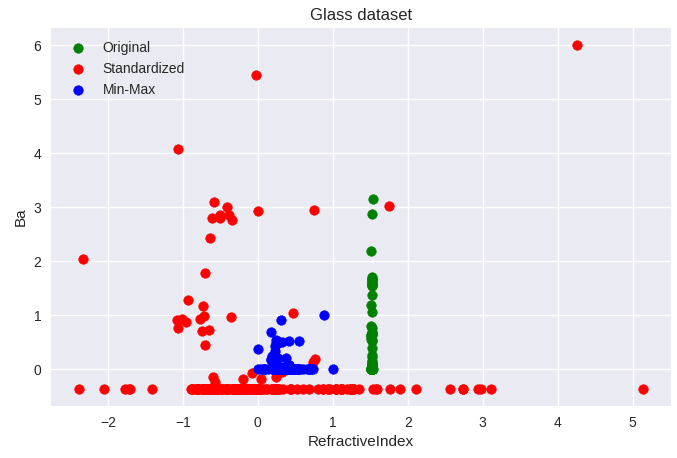 Glass dataset
Original
Standardized
Min-Max
6
5
4
3
2
1
0
Ba
−2 −1 0 1 2 3 4 5
RefractiveIndex